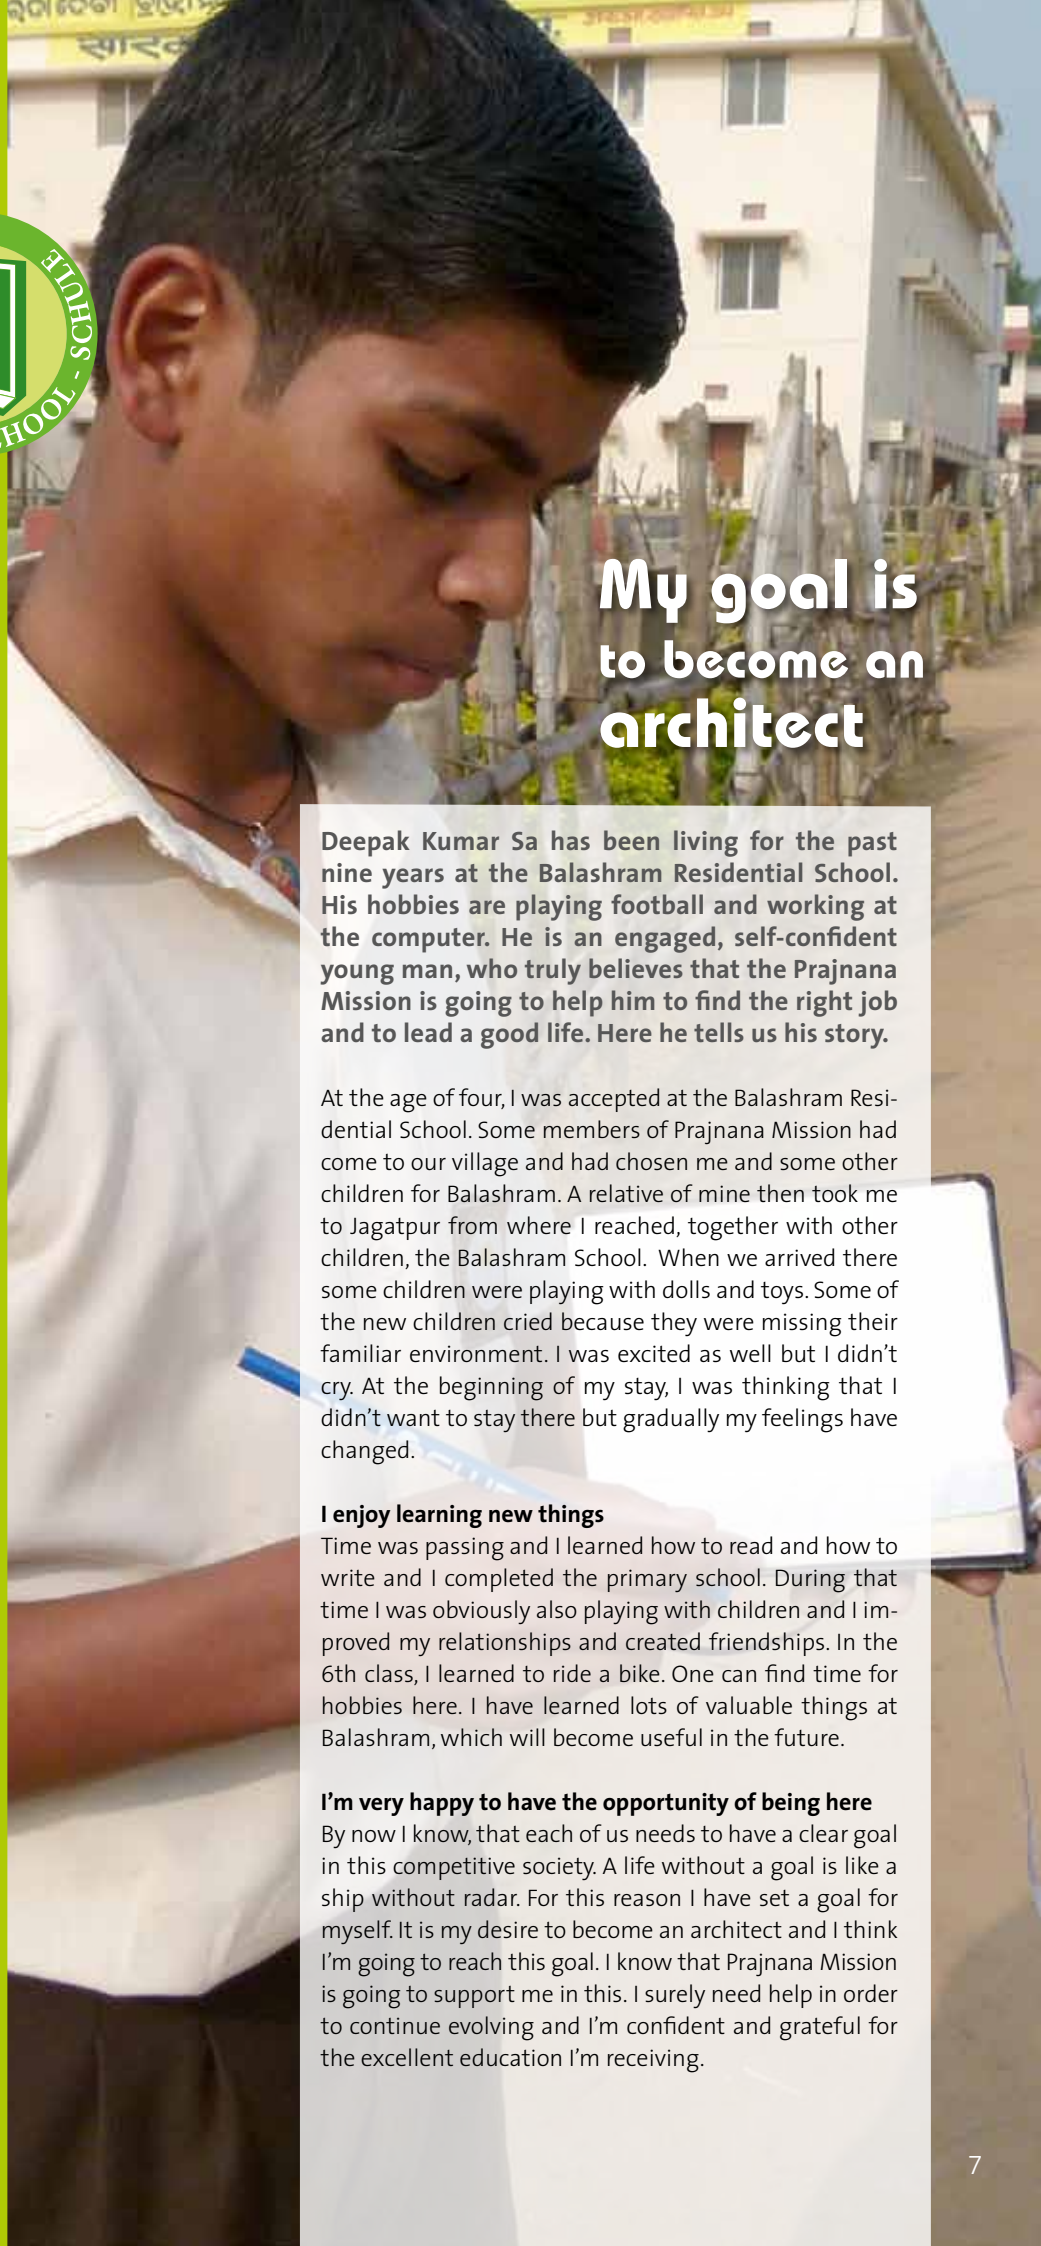 SCHULE -
My goal is
to become an
architect
Deepak Kumar Sa has been living for the past
nine years at the Balashram Residential School.
His hobbies are playing football and working at
the computer. He is an engaged, self-confident
young man, who truly believes that the Prajnana
Mission is going to help him to find the right job
and to lead a good life. Here he tells us his story.
At the age of four, I was accepted at the Balashram Resi-
dential School. Some members of Prajnana Mission had
come to our village and had chosen me and some other
children for Balashram. A relative of mine then took me
to Jagatpur from where I reached, together with other
children, the Balashram School. When we arrived there
some children were playing with dolls and toys. Some of
the new children cried because they were missing their
familiar environment. I was excited as well but I didn’t
cry. At the beginning of my stay, I was thinking that I
didn’t want to stay there but gradually my feelings have
changed.
I enjoy learning new things
Time was passing and I learned how to read and how to
write and I completed the primary school. During that
time I was obviously also playing with children and I im-
proved my relationships and created friendships. In the
6th class, I learned to ride a bike. One can find time for
hobbies here. I have learned lots of valuable things at
Balashram, which will become useful in the future.
I’m very happy to have the opportunity of being here
By now I know, that each of us needs to have a clear goal
in this competitive society. A life without a goal is like a
ship without radar. For this reason I have set a goal for
myself. It is my desire to become an architect and I think
I’m going to reach this goal. I know that Prajnana Mission
is going to support me in this. I surely need help in order
to continue evolving and I’m confident and grateful for
the excellent education I’m receiving.
7